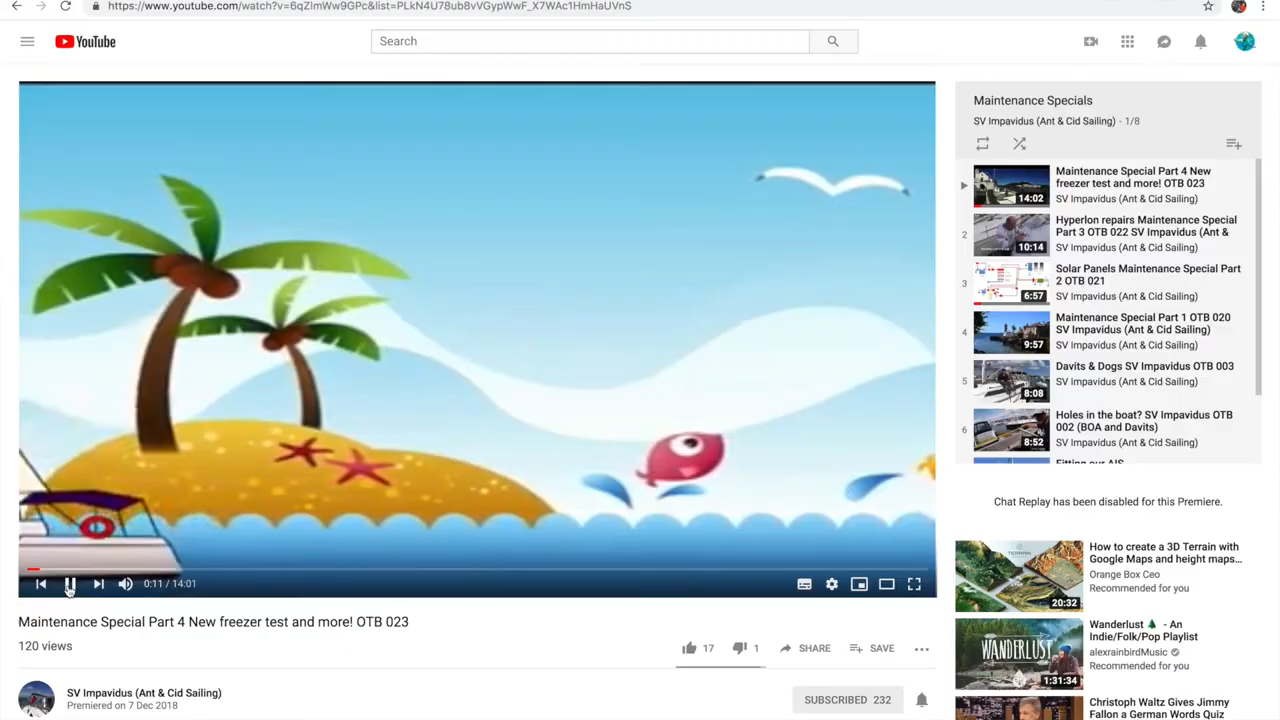 https://www.youtube.com/watch?v=6qZlmWw9GPc&list=PLkN4U78ub8vVGypWwF_X7WAc1HmHaUVnS
YouTube
Search
Maintenance Specials
SV Impavidus (Ant & Cid Sailing) - 1/8
Maintenance Special Part 4 New
freezer test and more! OTB 023
SV Impavidus (Ant & Cid Sailing)
14:02
2
Hyperlon repairs Maintenance Special
Part 3 OTB 022 SV Impavidus (Ant &
SV Impavidus (Ant & Cid Sailing)
10:14
3
Solar Panels Maintenance Special Part
2 OTB 021
SV Impavidus (Ant & Cid Sailing)
6:57
4
Maintenance Special Part 1 OTB 020
SV Impavidus (Ant & Cid Sailing)
SV Impavidus (Ant & Cid Sailing)
9:57
5
Davits & Dogs SV Impavidus OTB 003
SV Impavidus (Ant & Cid Sailing)
8:08
6
Holes in the boat? SV Impavidus OTB
002 (BOA and Davits)
SV Impavidus (Ant & Cid Sailing)
8:52
Fitting our AIS
Chat Replay has been disabled for this Premiere.
0:11 / 14:01
Maintenance Special Part 4 New freezer test and more! OTB 023
120 views
17
1
SHARE
SAVE
SV Impavidus (Ant & Cid Sailing)
Premiered on 7 Dec 2018
SUBSCRIBED 232
TERRAIN
20:32
How to create a 3D Terrain with
Google Maps and height maps...
Orange Box Ceo
Recommended for you
WANDERLUST
1:31:34
Wanderlust 🌲 - An
Indie/Folk/Pop Playlist
alexrainbirdMusic
Recommended for you
Christoph Waltz Gives Jimmy
Fallon a German Words Quiz